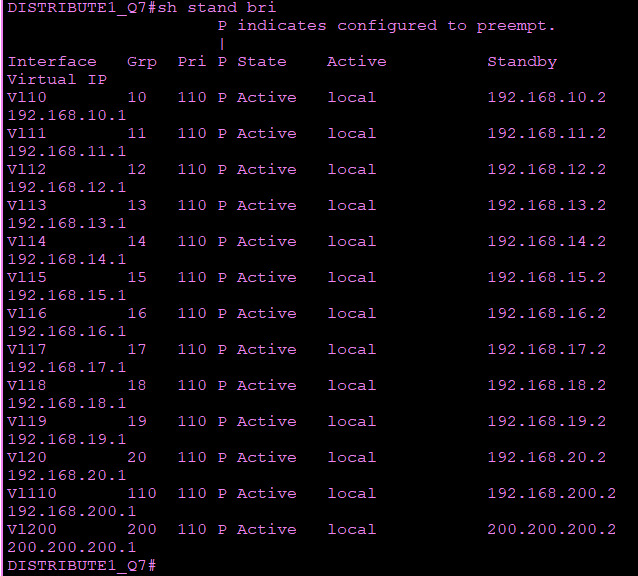 DISTRIBUTE1_Q7#sh stand bri
                     P indicates configured to preempt.
                     |
Interface   Grp  Pri P State   Active          Standby
Virtual IP
Vl10        10   110 P Active  local           192.168.10.2
192.168.10.1
Vl11        11   110 P Active  local           192.168.11.2
192.168.11.1
Vl12        12   110 P Active  local           192.168.12.2
192.168.12.1
Vl13        13   110 P Active  local           192.168.13.2
192.168.13.1
Vl14        14   110 P Active  local           192.168.14.2
192.168.14.1
Vl15        15   110 P Active  local           192.168.15.2
192.168.15.1
Vl16        16   110 P Active  local           192.168.16.2
192.168.16.1
Vl17        17   110 P Active  local           192.168.17.2
192.168.17.1
Vl18        18   110 P Active  local           192.168.18.2
192.168.18.1
Vl19        19   110 P Active  local           192.168.19.2
192.168.19.1
Vl20        20   110 P Active  local           192.168.20.2
192.168.20.1
Vl110       110  110 P Active  local           192.168.200.2
192.168.200.1
Vl200       200  110 P Active  local           200.200.200.2
200.200.200.1
DISTRIBUTE1_Q7#